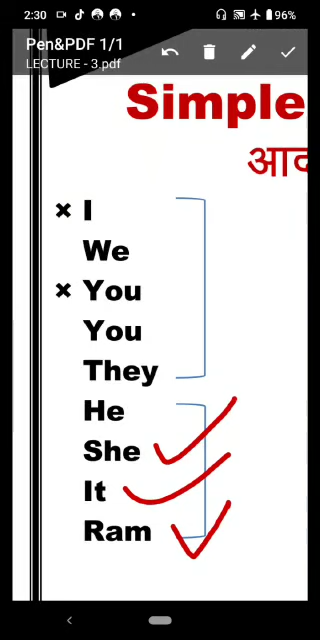 2:30 96%
Pen&PDF 1/1
LECTURE - 3.pdf
Simple
× I
We
× You
You
They
He
She
It
Ram